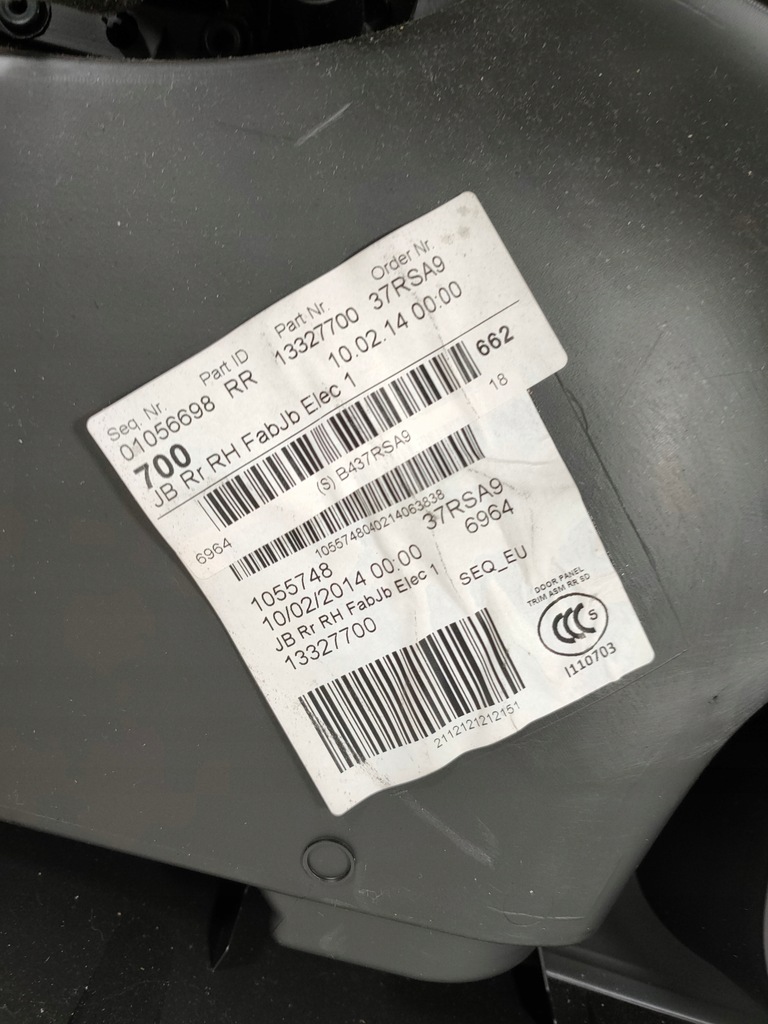 Seq. Nr. Part ID Part Nr. Order Nr.
01056698 RR 13327700 37RSA9
700 10.02.14 00:00
JB Rr RH FabJb Elec 1
662
(S) B437RSA9 18
6964
1055748040214063838
1055748 37RSA9
10/02/2014 00:00 6964
JB Rr RH FabJb Elec 1 SEQ_EU
13327700
DOOR PANEL
TRIM ASM RR SD
CCC S
I110703
2112121212151